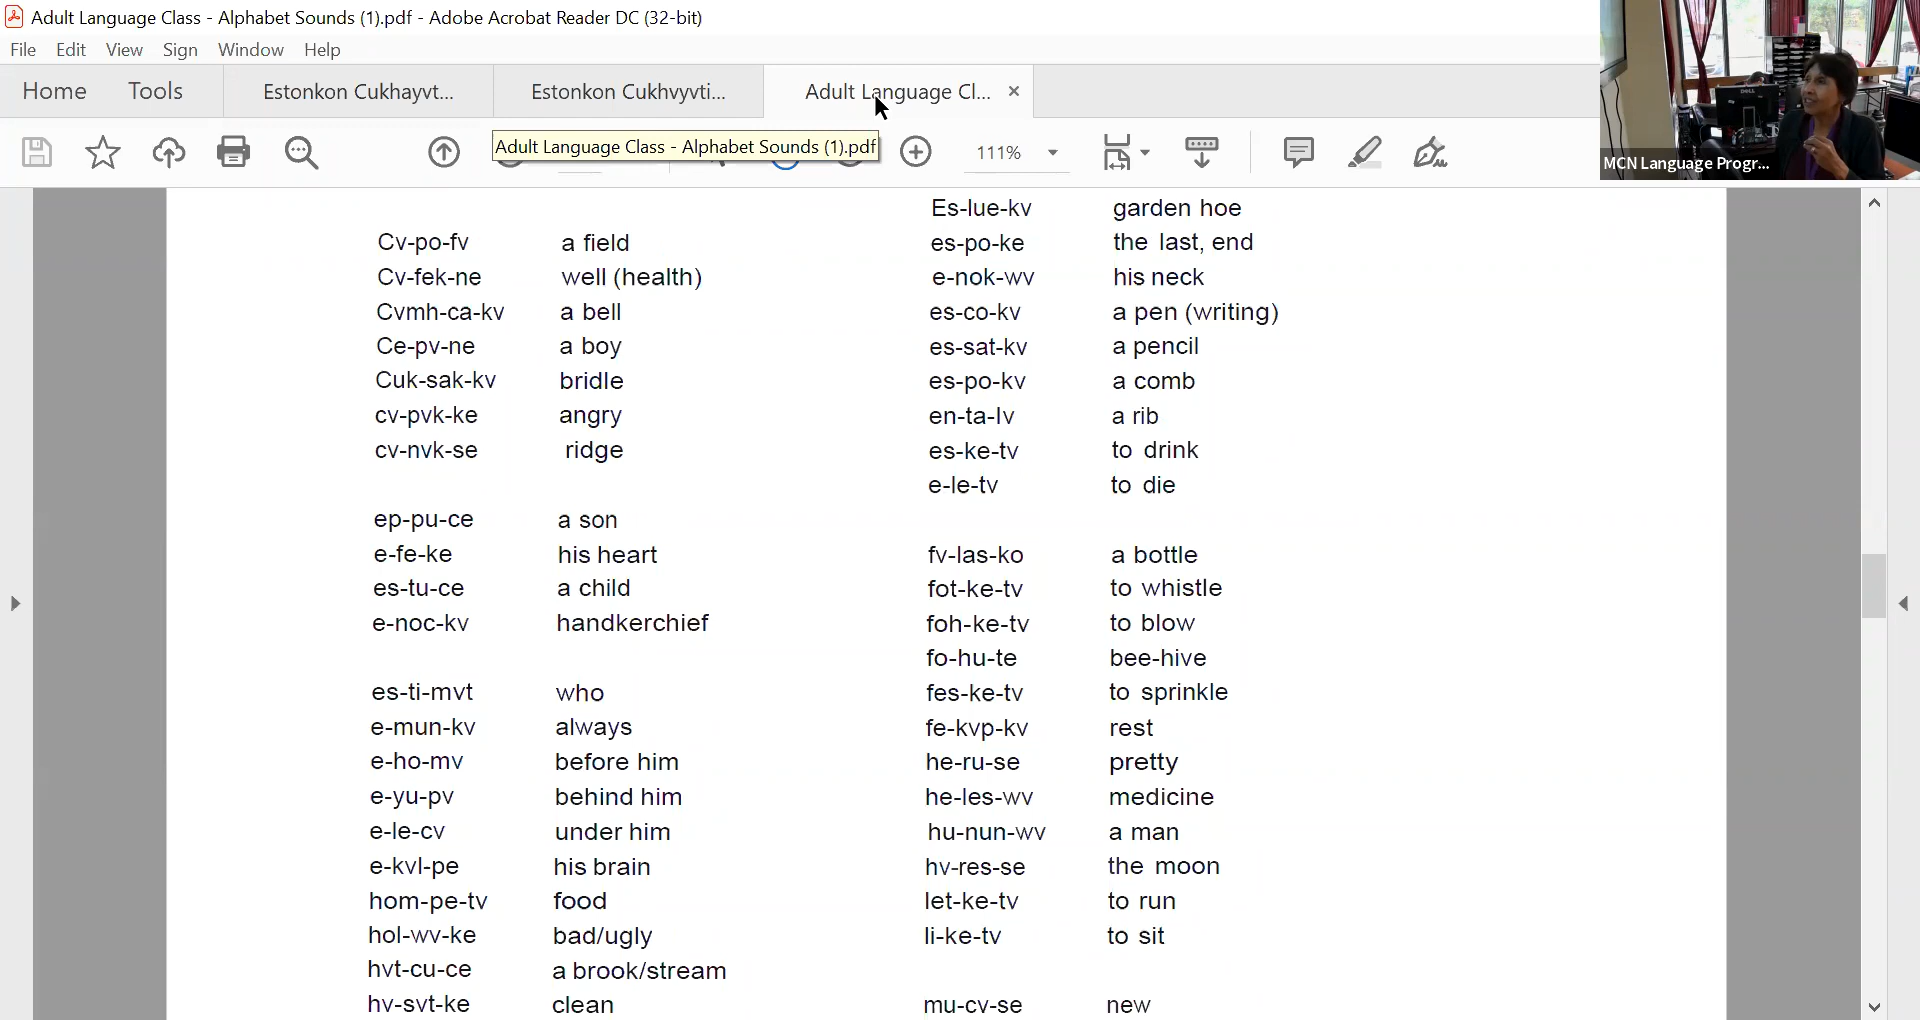 Adult Language Class - Alphabet Sounds (1).pdf - Adobe Acrobat Reader DC (32-bit)
File Edit View Sign Window Help
Home Tools Estonkon Cukhayvt... Estonkon Cukhvyvti... Adult Language Cl...
Adult Language Class - Alphabet Sounds (1).pdf 111%
DELL
MCN Language Progr...
Es-lue-kv garden hoe
Cv-po-fv a field es-po-ke the last, end
Cv-fek-ne well (health) e-nok-wv his neck
Cvmh-ca-kv a bell es-co-kv a pen (writing)
Ce-pv-ne a boy es-sat-kv a pencil
Cuk-sak-kv bridle es-po-kv a comb
cv-pvk-ke angry en-ta-lv a rib
cv-nvk-se ridge es-ke-tv to drink
e-le-tv to die
ep-pu-ce a son
e-fe-ke his heart fv-las-ko a bottle
es-tu-ce a child fot-ke-tv to whistle
e-noc-kv handkerchief foh-ke-tv to blow
fo-hu-te bee-hive
es-ti-mvt who fes-ke-tv to sprinkle
e-mun-kv always fe-kvp-kv rest
e-ho-mv before him he-ru-se pretty
e-yu-pv behind him he-les-wv medicine
e-le-cv under him hu-nun-wv a man
e-kvl-pe his brain hv-res-se the moon
hom-pe-tv food let-ke-tv to run
hol-wv-ke bad/ugly li-ke-tv to sit
hvt-cu-ce a brook/stream
hv-svt-ke clean mu-cv-se new